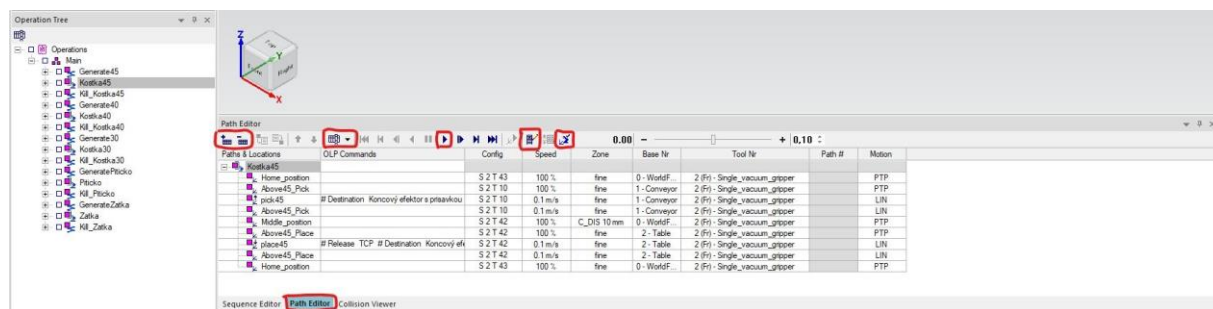 Operation Tree
Operations
Main
Generate45
Kostka45
Kill_Kostka45
Generate40
Kostka40
Kill_Kostka40
Generate30
Kostka30
Kill_Kostka30
GeneratePiticko
Piticko
Kill_Piticko
GenerateZatka
Zatka
Kill_Zatka
Z
Top
Y
Front
Right
X
Path Editor
0.00 0,10
Paths & Locations OLP Commands Config Speed Zone Base Nr Tool Nr Path # Motion
Kostka45
Home_position S 2 T 43 100 % fine 0 - WorldF... 2 (Fr) - Single_vacuum_gripper PTP
Above45_Pick S 2 T 10 100 % fine 1 - Conveyor 2 (Fr) - Single_vacuum_gripper PTP
pick45 # Destination Koncový efektor s prisavkou S 2 T 10 0.1 m/s fine 1 - Conveyor 2 (Fr) - Single_vacuum_gripper LIN
Above45_Pick S 2 T 10 0.1 m/s fine 1 - Conveyor 2 (Fr) - Single_vacuum_gripper LIN
Middle_position S 2 T 42 100 % C_DIS 10 mm 0 - WorldF... 2 (Fr) - Single_vacuum_gripper PTP
Above45_Place S 2 T 42 100 % fine 2 - Table 2 (Fr) - Single_vacuum_gripper PTP
place45 # Release TCP # Destination Koncový efe S 2 T 42 0.1 m/s fine 2 - Table 2 (Fr) - Single_vacuum_gripper LIN
Above45_Place S 2 T 42 0.1 m/s fine 2 - Table 2 (Fr) - Single_vacuum_gripper LIN
Home_position S 2 T 43 100 % fine 0 - WorldF... 2 (Fr) - Single_vacuum_gripper PTP
Sequence Editor Path Editor Collision Viewer